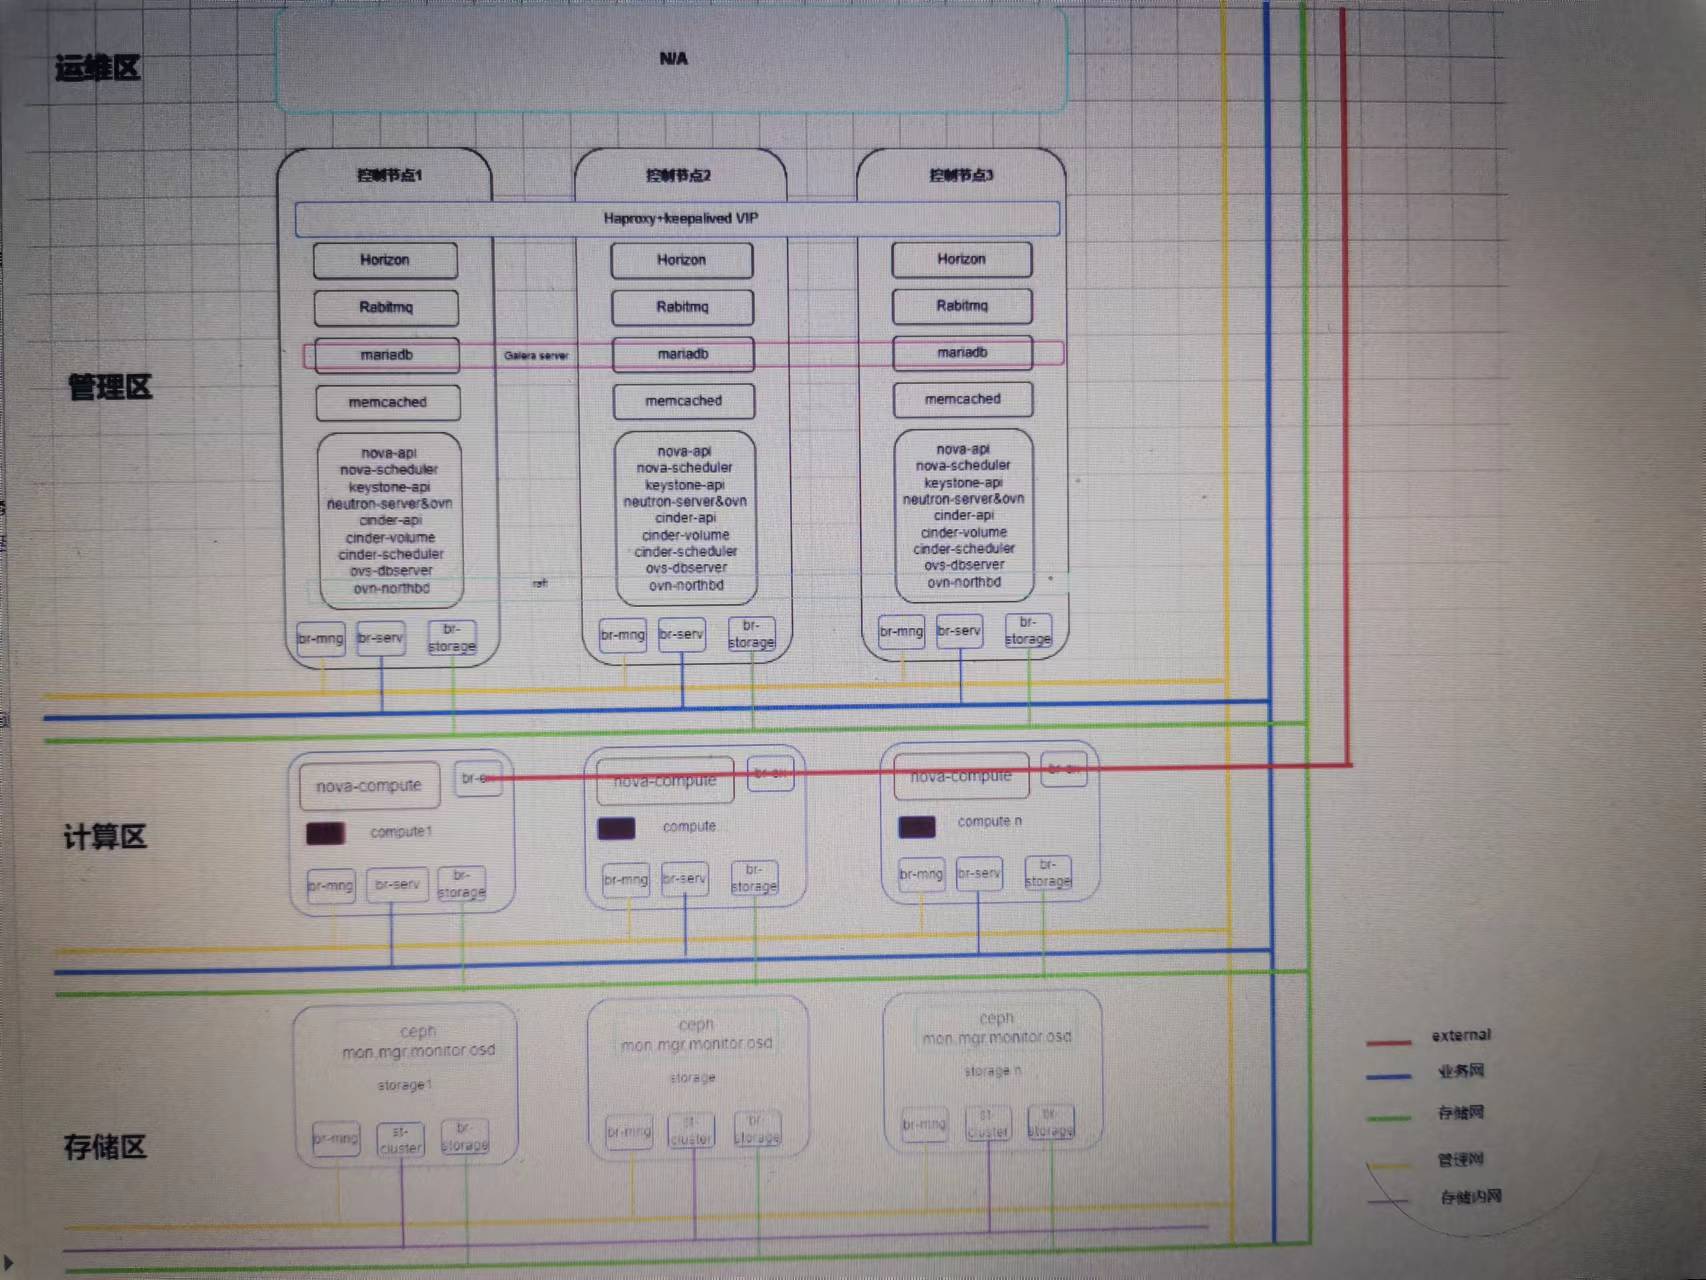 运维区
N/A
管理区
控制节点1
控制节点2
控制节点3
Haproxy+keepalived VIP
Horizon
Horizon
Horizon
Rabitmq
Rabitmq
Rabitmq
mariadb
Galera server
mariadb
mariadb
memcached
memcached
memcached
nova-api
nova-scheduler
keystone-api
neutron-server&ovn
cinder-api
cinder-volume
cinder-scheduler
ovs-dbserver
ovn-northbd
raft
nova-api
nova-scheduler
keystone-api
neutron-server&ovn
cinder-api
cinder-volume
cinder-scheduler
ovs-dbserver
ovn-northbd
nova-api
nova-scheduler
keystone-api
neutron-server&ovn
cinder-api
cinder-volume
cinder-scheduler
ovs-dbserver
ovn-northbd
br-mng
br-serv
br-
storage
br-mng
br-serv
br-
storage
br-mng
br-serv
br-
storage
计算区
nova-compute
br-ex
compute1
br-mng
br-serv
br-
storage
nova-compute
br-ex
compute
br-mng
br-serv
br-
storage
nova-compute
br-ex
compute n
br-mng
br-serv
br-
storage
存储区
ceph
mon.mgr.monitor.osd
storage1
br-mng
st-
cluster
br-
storage
ceph
mon.mgr.monitor.osd
storage
br-mng
st-
cluster
br-
storage
ceph
mon.mgr.monitor.osd
storage n
br-mng
st-
cluster
br-
storage
external
业务网
存储网
管理网
存储内网